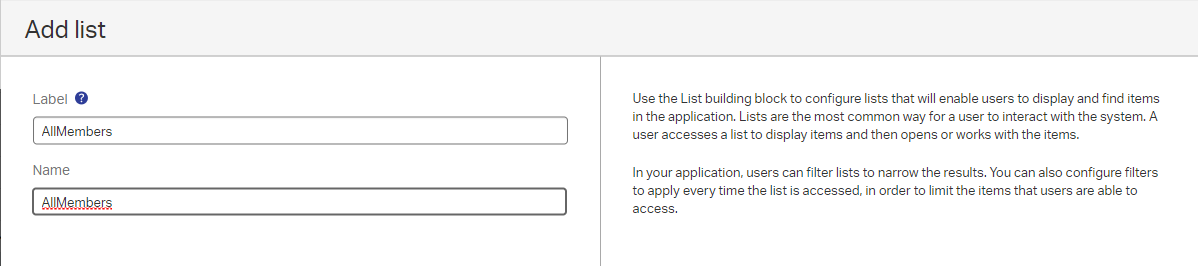 Add list
Label ?
AllMembers
Name
AllMembers
Use the List building block to configure lists that will enable users to display and find items
in the application. Lists are the most common way for a user to interact with the system. A
user accesses a list to display items and then opens or works with the items.
In your application, users can filter lists to narrow the results. You can also configure filters
to apply every time the list is accessed, in order to limit the items that users are able to
access.